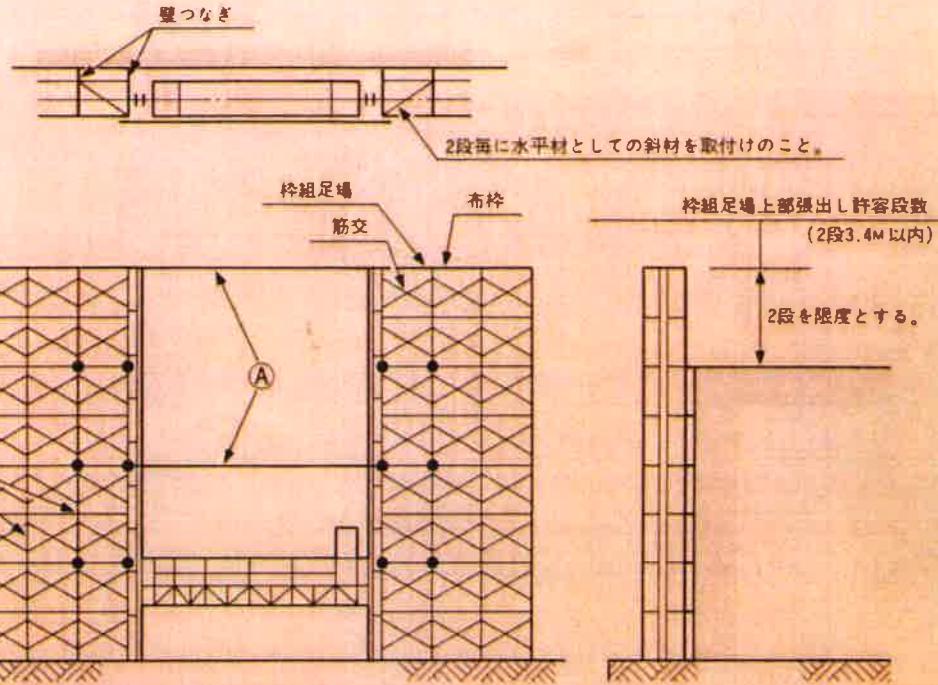 壁つなぎ
2段毎に水平材としての斜材を取付けのこと。
枠組足場
布枠
筋交
枠組足場上部張出し許容段数
(2段3.4M以内)
2段を限度とする。
A